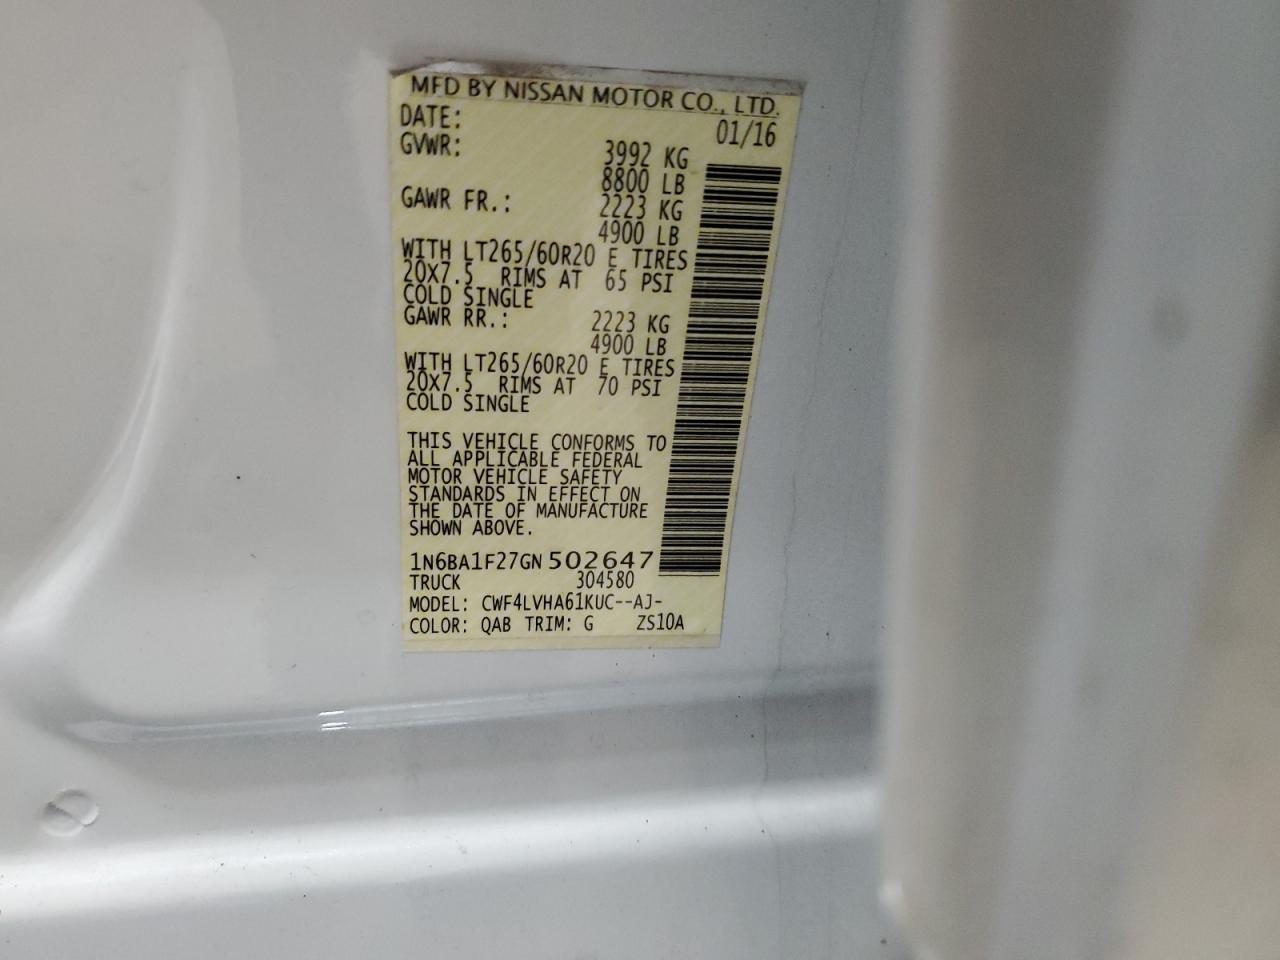 MFD BY NISSAN MOTOR CO., LTD.
DATE: 01/16
GVWR: 3992 KG
8800 LB
GAWR FR.: 2223 KG
4900 LB
WITH LT265/60R20 E TIRES
20X7.5 RIMS AT 65 PSI
COLD SINGLE
GAWR RR.: 2223 KG
4900 LB
WITH LT265/60R20 E TIRES
20X7.5 RIMS AT 70 PSI
COLD SINGLE
THIS VEHICLE CONFORMS TO
ALL APPLICABLE FEDERAL
MOTOR VEHICLE SAFETY
STANDARDS IN EFFECT ON
THE DATE OF MANUFACTURE
SHOWN ABOVE.
1N6BA1F27GN502647
TRUCK 304580
MODEL: CWF4LVHA61KUC--AJ-
COLOR: QAB TRIM: G ZS10A